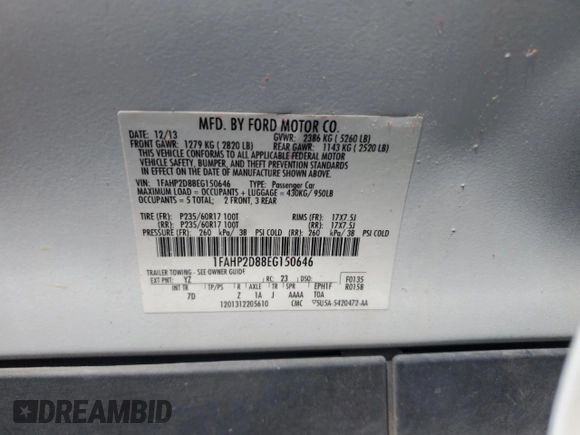 MFD. BY FORD MOTOR CO.
DATE: 12/13 GVWR: 2386 KG ( 5260 LB)
FRONT GAWR: 1279 KG ( 2820 LB) REAR GAWR: 1143 KG ( 2520 LB)
THIS VEHICLE CONFORMS TO ALL APPLICABLE FEDERAL MOTOR
VEHICLE SAFETY, BUMPER, AND THEFT PREVENTION STANDARDS
IN EFFECT ON THE DATE OF MANUFACTURE SHOWN ABOVE.
VIN: 1FAHP2D88EG150646 TYPE: Passenger Car
MAXIMUM LOAD = OCCUPANTS + LUGGAGE = 430KG/ 950LB
OCCUPANTS = 5 TOTAL: 2 FRONT, 3 REAR
TIRE (FR): P235/60R17 100T RIMS (FR): 17X7.5J
(RR): P235/60R17 100T (RR): 17X7.5J
PRESSURE (FR): 260 kPa/ 38 PSI COLD (RR): 260 kPa/ 38 PSI COLD
1FAHP2D88EG150646
TRAILER TOWING - SEE OWNER GUIDE
EXT PNT: YZ RC: 23 DSO: F0135
INT TR TP/PS R AXLE TR SPR EPH1F R0158
7D Z 1A J AAAA T0A
1201312205610 CMC 5U5A-5420472-AA
DREAMBID